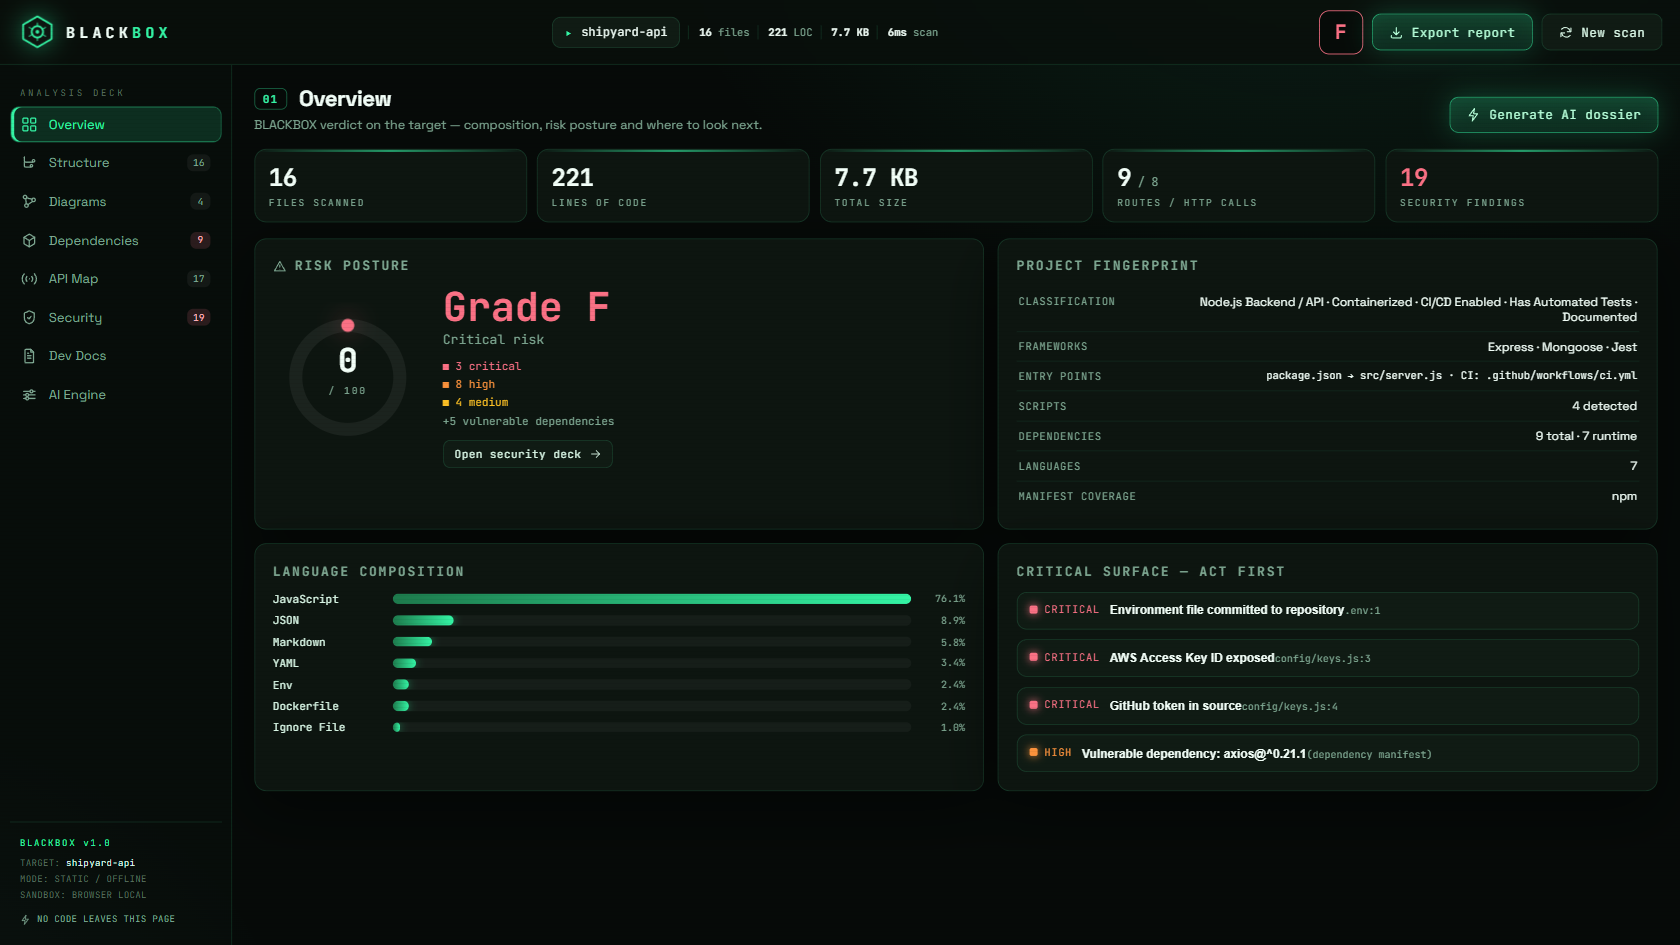 BLACKBOX
shipyard-api
16 files
221 LOC
7.7 KB
6ms scan
F
Export report
New scan
ANALYSIS DECK
Overview
Structure 16
Diagrams 4
Dependencies 9
API Map 17
Security 19
Dev Docs
AI Engine
BLACKBOX v1.0
TARGET: shipyard-api
MODE: STATIC / OFFLINE
SANDBOX: BROWSER LOCAL
NO CODE LEAVES THIS PAGE
01 Overview
BLACKBOX verdict on the target — composition, risk posture and where to look next.
Generate AI dossier
16
FILES SCANNED
221
LINES OF CODE
7.7 KB
TOTAL SIZE
9 / 8
ROUTES / HTTP CALLS
19
SECURITY FINDINGS
RISK POSTURE
0
/ 100
Grade F
Critical risk
3 critical
8 high
4 medium
+5 vulnerable dependencies
Open security deck →
PROJECT FINGERPRINT
CLASSIFICATION Node.js Backend / API · Containerized · CI/CD Enabled · Has Automated Tests ·
Documented
FRAMEWORKS Express · Mongoose · Jest
ENTRY POINTS package.json → src/server.js · CI: .github/workflows/ci.yml
SCRIPTS 4 detected
DEPENDENCIES 9 total · 7 runtime
LANGUAGES 7
MANIFEST COVERAGE npm
LANGUAGE COMPOSITION
JavaScript 76.1%
JSON 8.9%
Markdown 5.8%
YAML 3.4%
Env 2.4%
Dockerfile 2.4%
Ignore File 1.0%
CRITICAL SURFACE — ACT FIRST
CRITICAL Environment file committed to repository .env:1
CRITICAL AWS Access Key ID exposed config/keys.js:3
CRITICAL GitHub token in source config/keys.js:4
HIGH Vulnerable dependency: axios@^0.21.1 (dependency manifest)